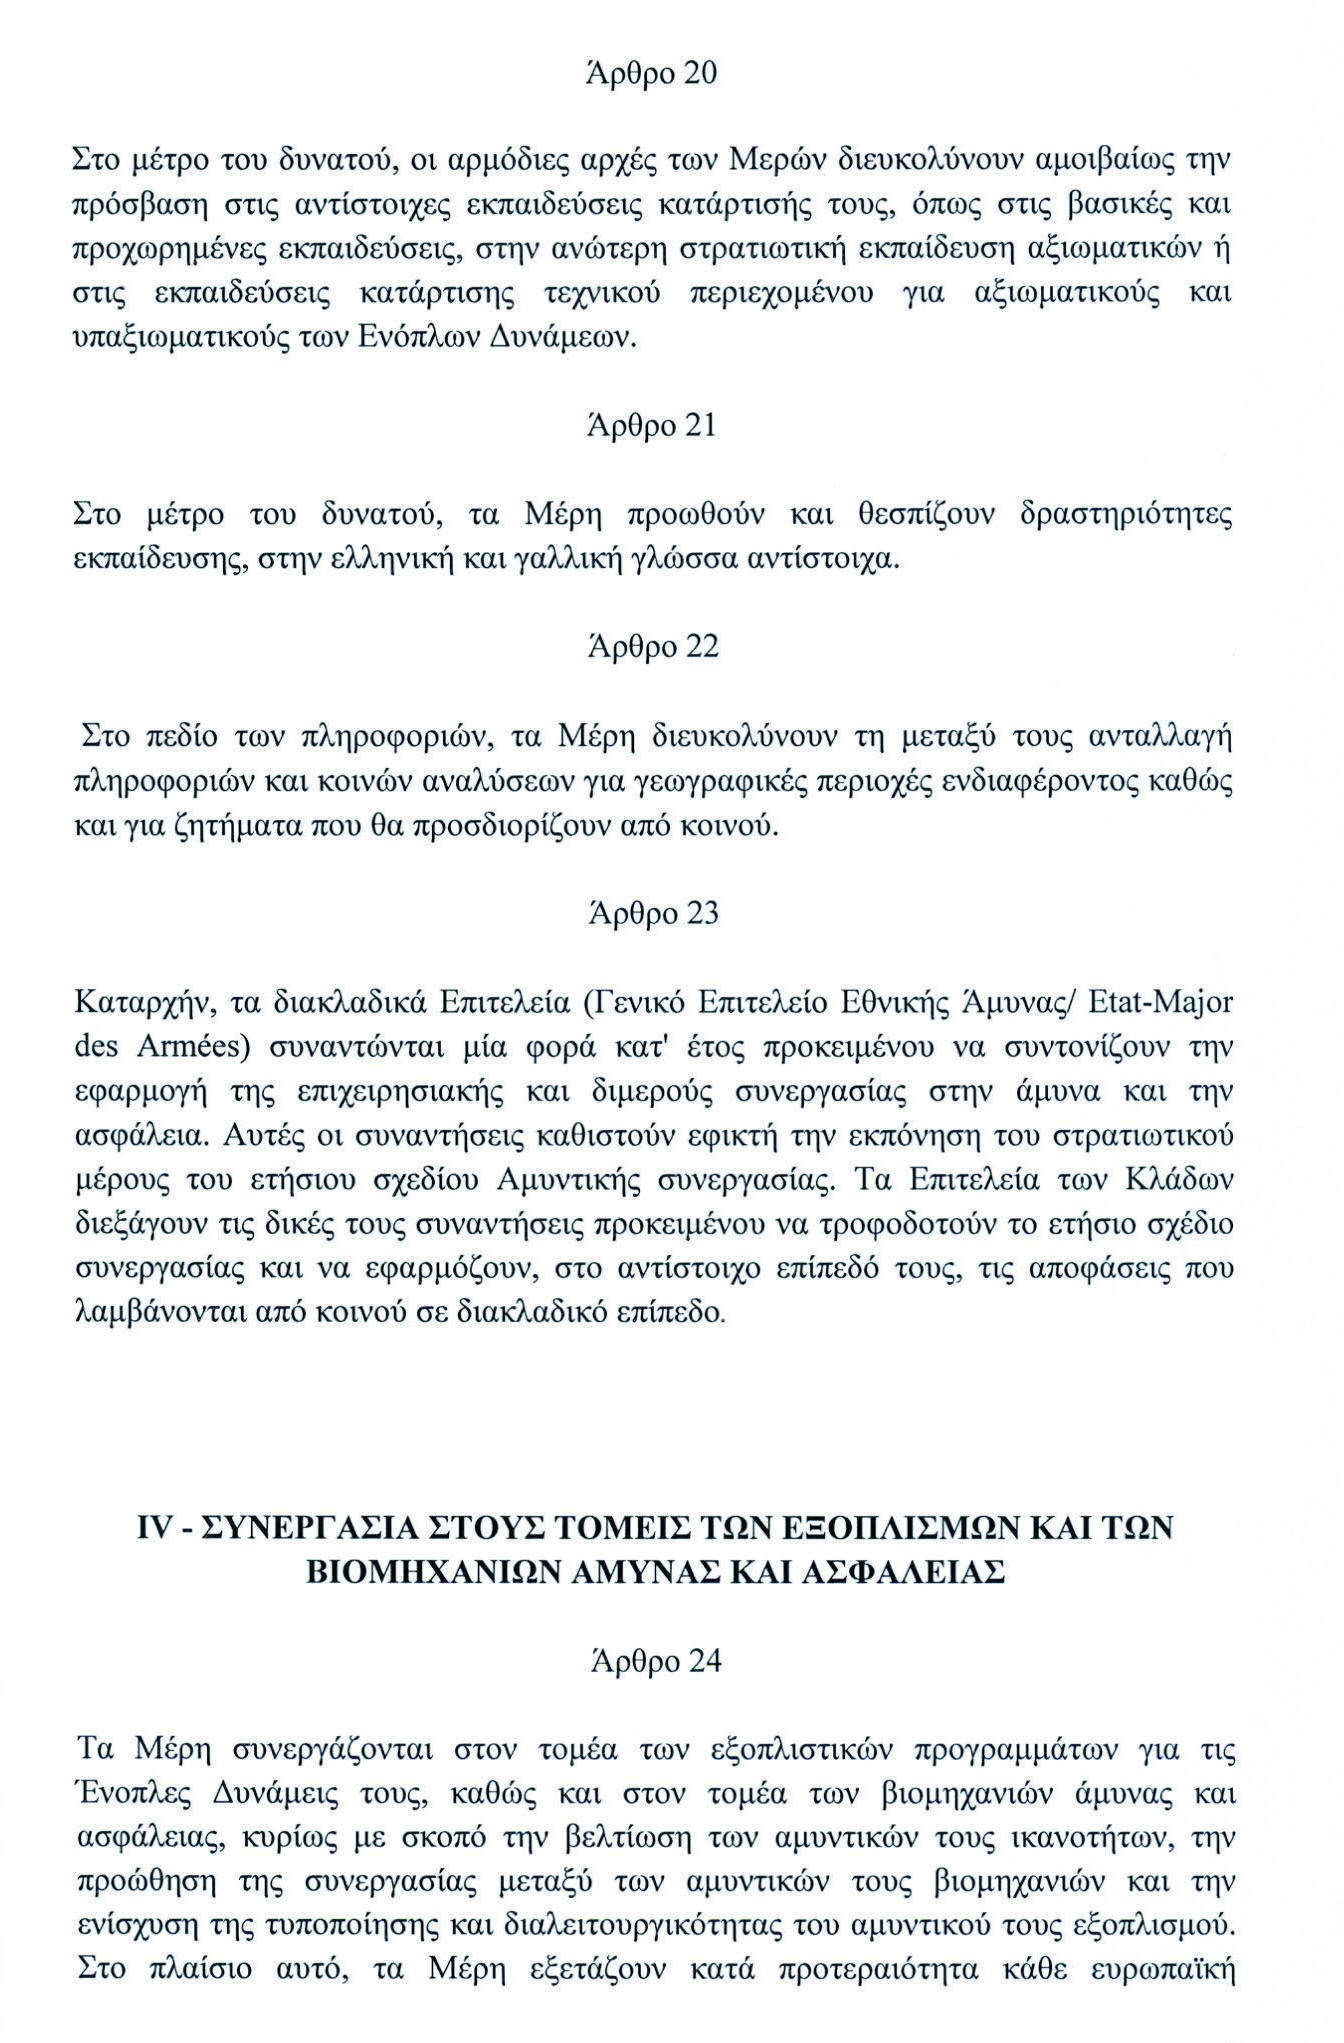 Άρθρο 20
Στο μέτρο του δυνατού, οι αρμόδιες αρχές των Μερών διευκολύνουν αμοιβαίως την
πρόσβαση στις αντίστοιχες εκπαιδεύσεις κατάρτισής τους, όπως στις βασικές και
προχωρημένες εκπαιδεύσεις, στην ανώτερη στρατιωτική εκπαίδευση αξιωματικών ή
στις εκπαιδεύσεις κατάρτισης τεχνικού περιεχομένου για αξιωματικούς και
υπαξιωματικούς των Ενόπλων Δυνάμεων.
Άρθρο 21
Στο μέτρο του δυνατού, τα Μέρη προωθούν και θεσπίζουν δραστηριότητες
εκπαίδευσης, στην ελληνική και γαλλική γλώσσα αντίστοιχα.
Άρθρο 22
Στο πεδίο των πληροφοριών, τα Μέρη διευκολύνουν τη μεταξύ τους ανταλλαγή
πληροφοριών και κοινών αναλύσεων για γεωγραφικές περιοχές ενδιαφέροντος καθώς
και για ζητήματα που θα προσδιορίζουν από κοινού.
Άρθρο 23
Καταρχήν, τα διακλαδικά Επιτελεία (Γενικό Επιτελείο Εθνικής Άμυνας/ Etat-Major
des Armées) συναντώνται μία φορά κατ' έτος προκειμένου να συντονίζουν την
εφαρμογή της επιχειρησιακής και διμερούς συνεργασίας στην άμυνα και την
ασφάλεια. Αυτές οι συναντήσεις καθιστούν εφικτή την εκπόνηση του στρατιωτικού
μέρους του ετήσιου σχεδίου Αμυντικής συνεργασίας. Τα Επιτελεία των Κλάδων
διεξάγουν τις δικές τους συναντήσεις προκειμένου να τροφοδοτούν το ετήσιο σχέδιο
συνεργασίας και να εφαρμόζουν, στο αντίστοιχο επίπεδό τους, τις αποφάσεις που
λαμβάνονται από κοινού σε διακλαδικό επίπεδο.
IV - ΣΥΝΕΡΓΑΣΙΑ ΣΤΟΥΣ ΤΟΜΕΙΣ ΤΩΝ ΕΞΟΠΛΙΣΜΩΝ ΚΑΙ ΤΩΝ
ΒΙΟΜΗΧΑΝΙΩΝ ΑΜΥΝΑΣ ΚΑΙ ΑΣΦΑΛΕΙΑΣ
Άρθρο 24
Τα Μέρη συνεργάζονται στον τομέα των εξοπλιστικών προγραμμάτων για τις
Ένοπλες Δυνάμεις τους, καθώς και στον τομέα των βιομηχανιών άμυνας και
ασφάλειας, κυρίως με σκοπό την βελτίωση των αμυντικών τους ικανοτήτων, την
προώθηση της συνεργασίας μεταξύ των αμυντικών τους βιομηχανιών και την
ενίσχυση της τυποποίησης και διαλειτουργικότητας του αμυντικού τους εξοπλισμού.
Στο πλαίσιο αυτό, τα Μέρη εξετάζουν κατά προτεραιότητα κάθε ευρωπαϊκή